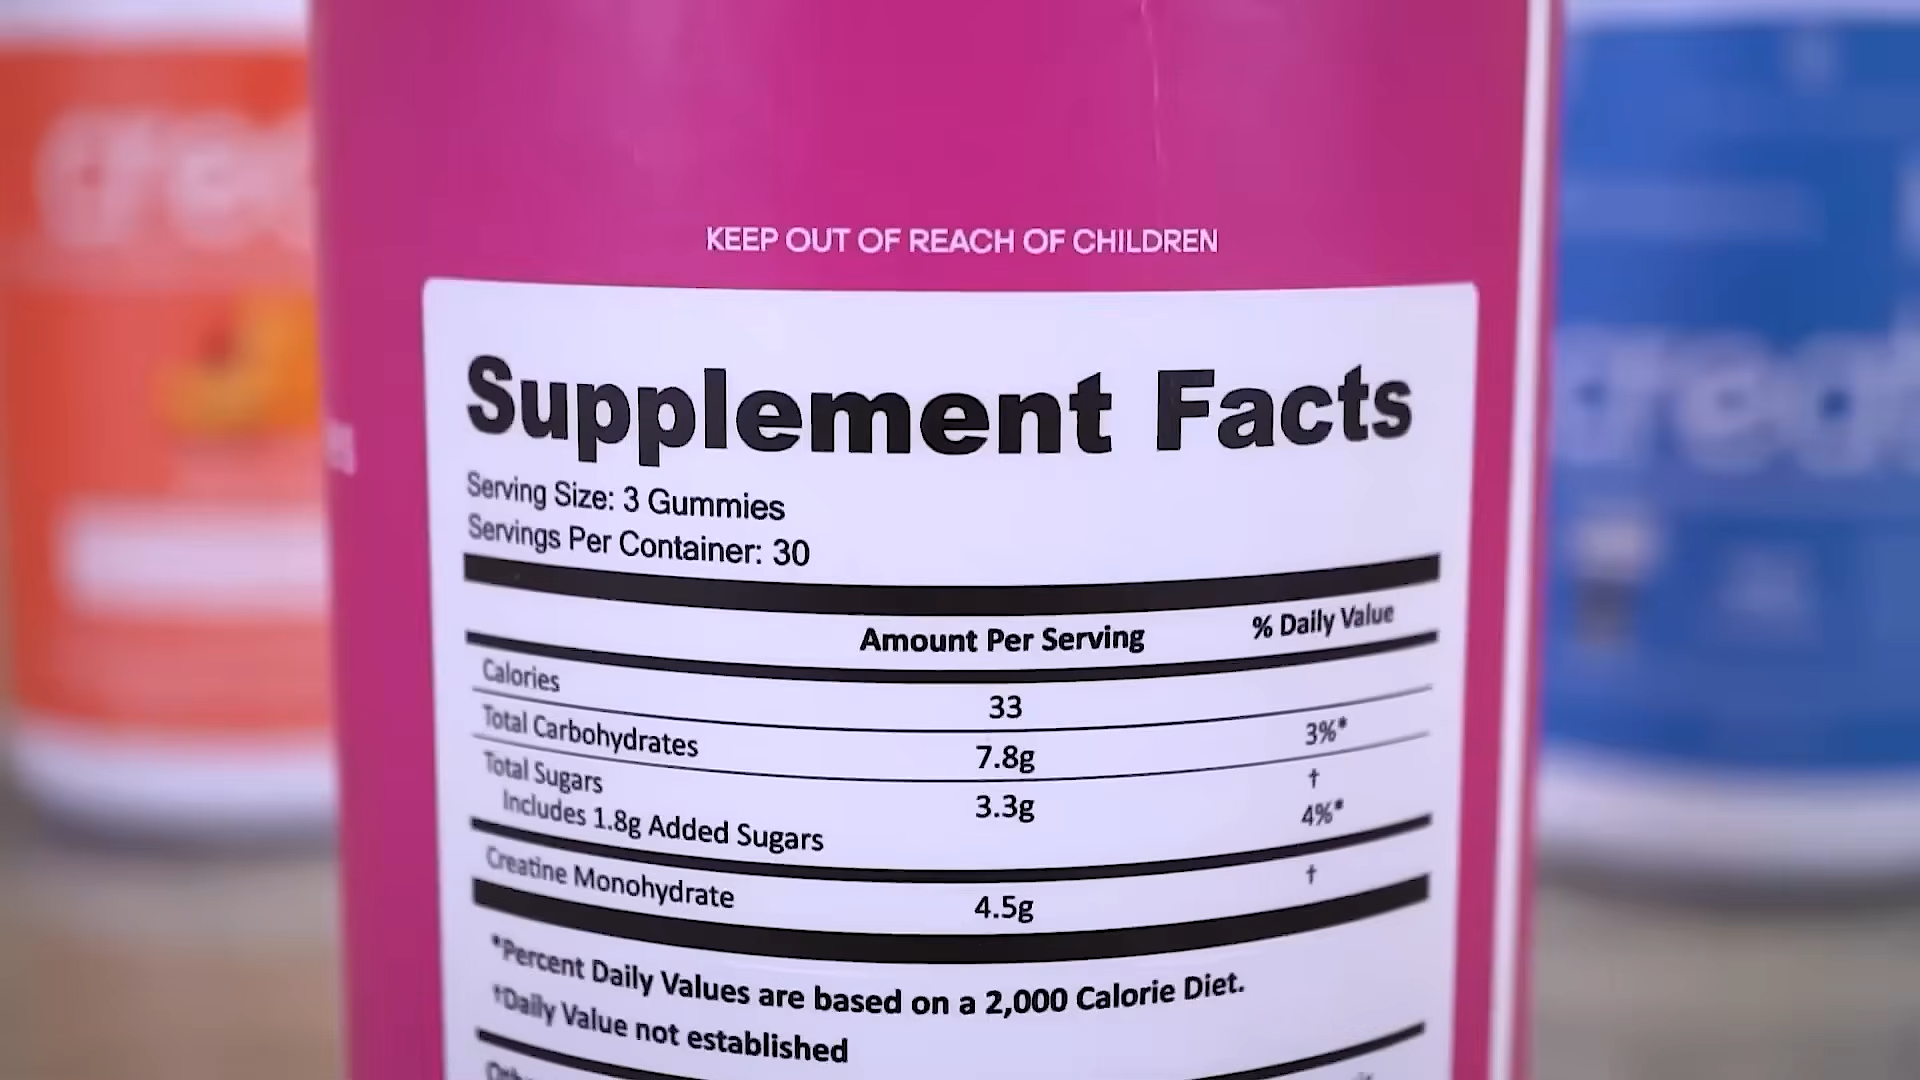 KEEP OUT OF REACH OF CHILDREN
Supplement Facts
Serving Size: 3 Gummies
Servings Per Container: 30
Amount Per Serving % Daily Value
Calories 33
Total Carbohydrates 7.8g 3%*
Total Sugars 3.3g †
Includes 1.8g Added Sugars 4%*
Creatine Monohydrate 4.5g †
*Percent Daily Values are based on a 2,000 Calorie Diet.
†Daily Value not established